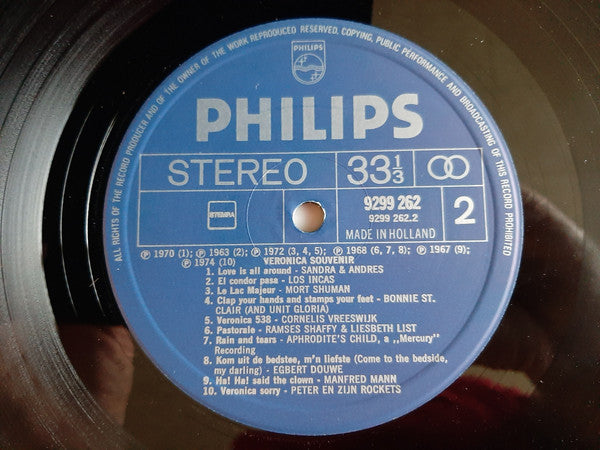 ALL RIGHTS OF THE RECORD PRODUCER AND OF THE OWNER OF THE WORK REPRODUCED RESERVED. COPYING, PUBLIC PERFORMANCE AND BROADCASTING OF THIS RECORD PROHIBITED
PHILIPS
PHILIPS
STEREO 33 1/3
STEMRA
9299 262
9299 262.2
MADE IN HOLLAND
2
Ⓟ 1970 (1); Ⓟ 1963 (2); Ⓟ 1972 (3, 4, 5); Ⓟ 1968 (6, 7, 8); Ⓟ 1967 (9);
Ⓟ 1974 (10) VERONICA SOUVENIR
1. Love is all around - SANDRA & ANDRES
2. El condor pasa - LOS INCAS
3. Le Lac Majeur - MORT SHUMAN
4. Clap your hands and stamps your feet - BONNIE ST.
CLAIR (AND UNIT GLORIA)
5. Veronica 538 - CORNELIS VREESWIJK
6. Pastorale - RAMSES SHAFFY & LIESBETH LIST
7. Rain and tears - APHRODITE'S CHILD, a ,,Mercury"
Recording
8. Kom uit de bedstee, m'n liefste (Come to the bedside,
my darling) - EGBERT DOUWE
9. Ha! Ha! said the clown - MANFRED MANN
10. Veronica sorry - PETER EN ZIJN ROCKETS